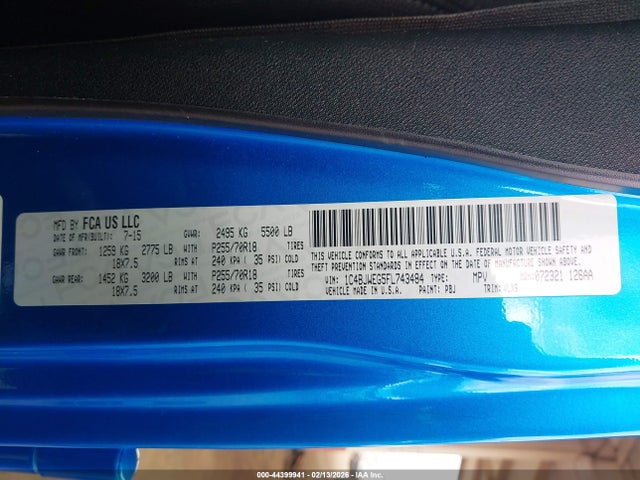 MFD BY FCA US LLC
DATE OF MFR(BUILT): 7-15 GVWR: 2495 KG 5500 LB
GAWR FRONT: 1259 KG 2775 LB WITH P255/70R18 TIRES
18X7.5 RIMS AT 240 KPA ( 35 PSI) COLD
GAWR REAR: 1452 KG 3200 LB WITH P255/70R18 TIRES
18X7.5 RIMS AT 240 KPA ( 35 PSI) COLD
THIS VEHICLE CONFORMS TO ALL APPLICABLE U.S.A. FEDERAL MOTOR VEHICLE SAFETY AND
THEFT PREVENTION STANDARDS IN EFFECT ON THE DATE OF MANUFACTURE SHOWN ABOVE.
VIN: 1C4BJWEG5FL743484 TYPE: MPV 072321 126AA
VEHICLE MADE IN U.S.A. PAINT: PBJ TRIM:
000-44399941 - 02/13/2026 - IAA Inc.